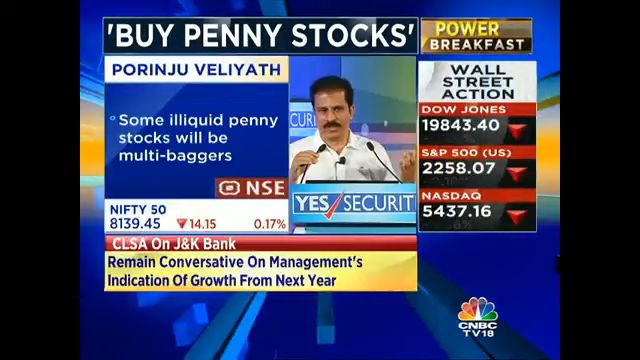 'BUY PENNY STOCKS'
POWER
BREAKFAST
PORINJU VELIYATH
Some illiquid penny
stocks will be
multi-baggers
NSE
NIFTY 50
8139.45 14.15 0.17%
YES SECURIT
WALL
STREET
ACTION
DOW JONES
19843.40
S&P 500 (US)
2258.07
NASDAQ
5437.16
CLSA On J&K Bank
Remain Conversative On Management's
Indication Of Growth From Next Year
CNBC
TV18